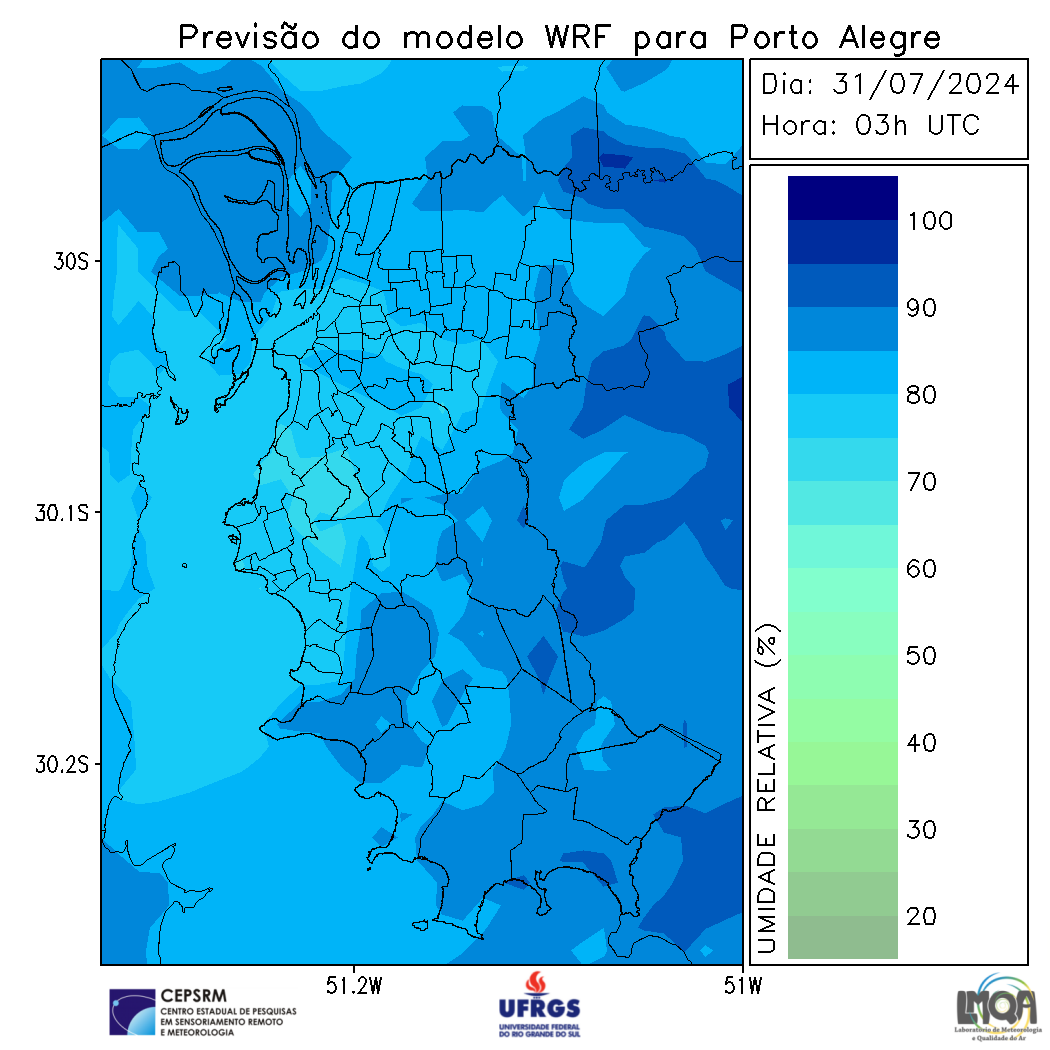 Previsão do modelo WRF para Porto Alegre
Dia: 31/07/2024
Hora: 03h UTC
100
90
80
70
60
50
40
30
20
UMIDADE RELATIVA (%)
30S
30.1S
30.2S
51.2W
51W
CEPSRM
CENTRO ESTADUAL DE PESQUISAS
EM SENSORIAMENTO REMOTO
E METEOROLOGIA
UFRGS
UNIVERSIDADE FEDERAL
DO RIO GRANDE DO SUL
LMQA
Laboratório de Meteorologia
e Qualidade do Ar